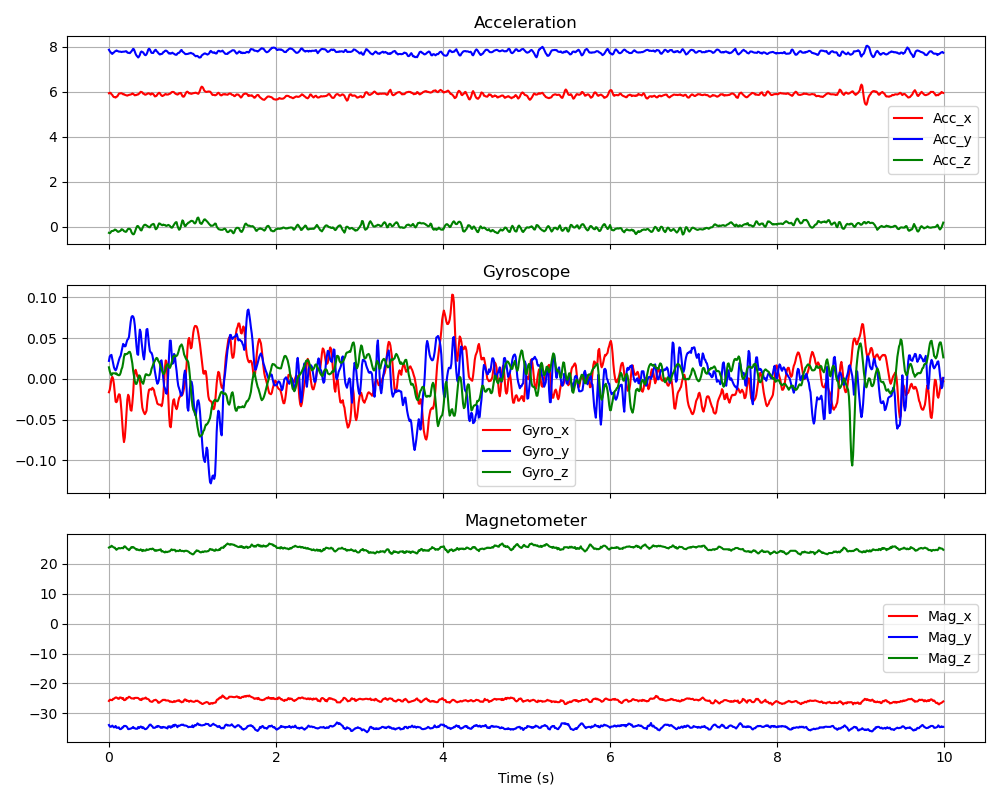 Acceleration
8
6
4
2
0
Acc_x
Acc_y
Acc_z
Gyroscope
0.10
0.05
0.00
−0.05
−0.10
Gyro_x
Gyro_y
Gyro_z
Magnetometer
20
10
0
−10
−20
−30
Mag_x
Mag_y
Mag_z
0 2 4 6 8 10
Time (s)